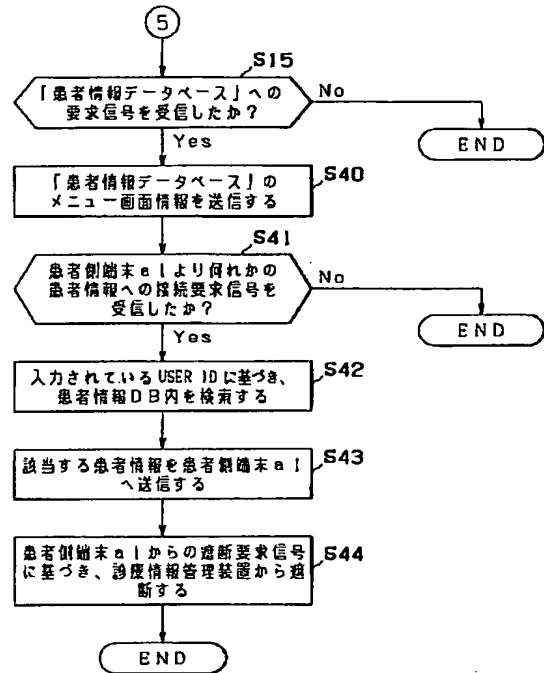 5
S15
「患者情報データベース」への
要求信号を受信したか?
No
END
Yes
S40
「患者情報データベース」の
メニュー画面情報を送信する
S41
患者側端末a1より何れかの
患者情報への接続要求信号を
受信したか?
No
END
Yes
S42
入力されているUSER IDに基づき、
患者情報DB内を検索する
S43
該当する患者情報を患者側端末a1
へ送信する
S44
患者側端末a1からの遮断要求信号
に基づき、診療情報管理装置から遮
断する
END